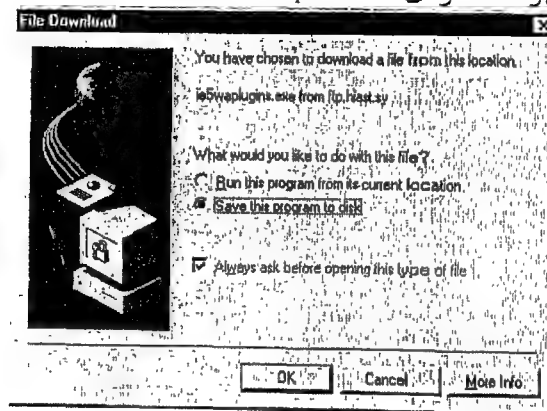 File Download
You have chosen to download a file from this location.
ie5waplugins.exe from ftp.hiast.sy
What would you like to do with this file?
Run this program from its current location.
Save this program to disk
Always ask before opening this type of file
OK
Cancel
More Info